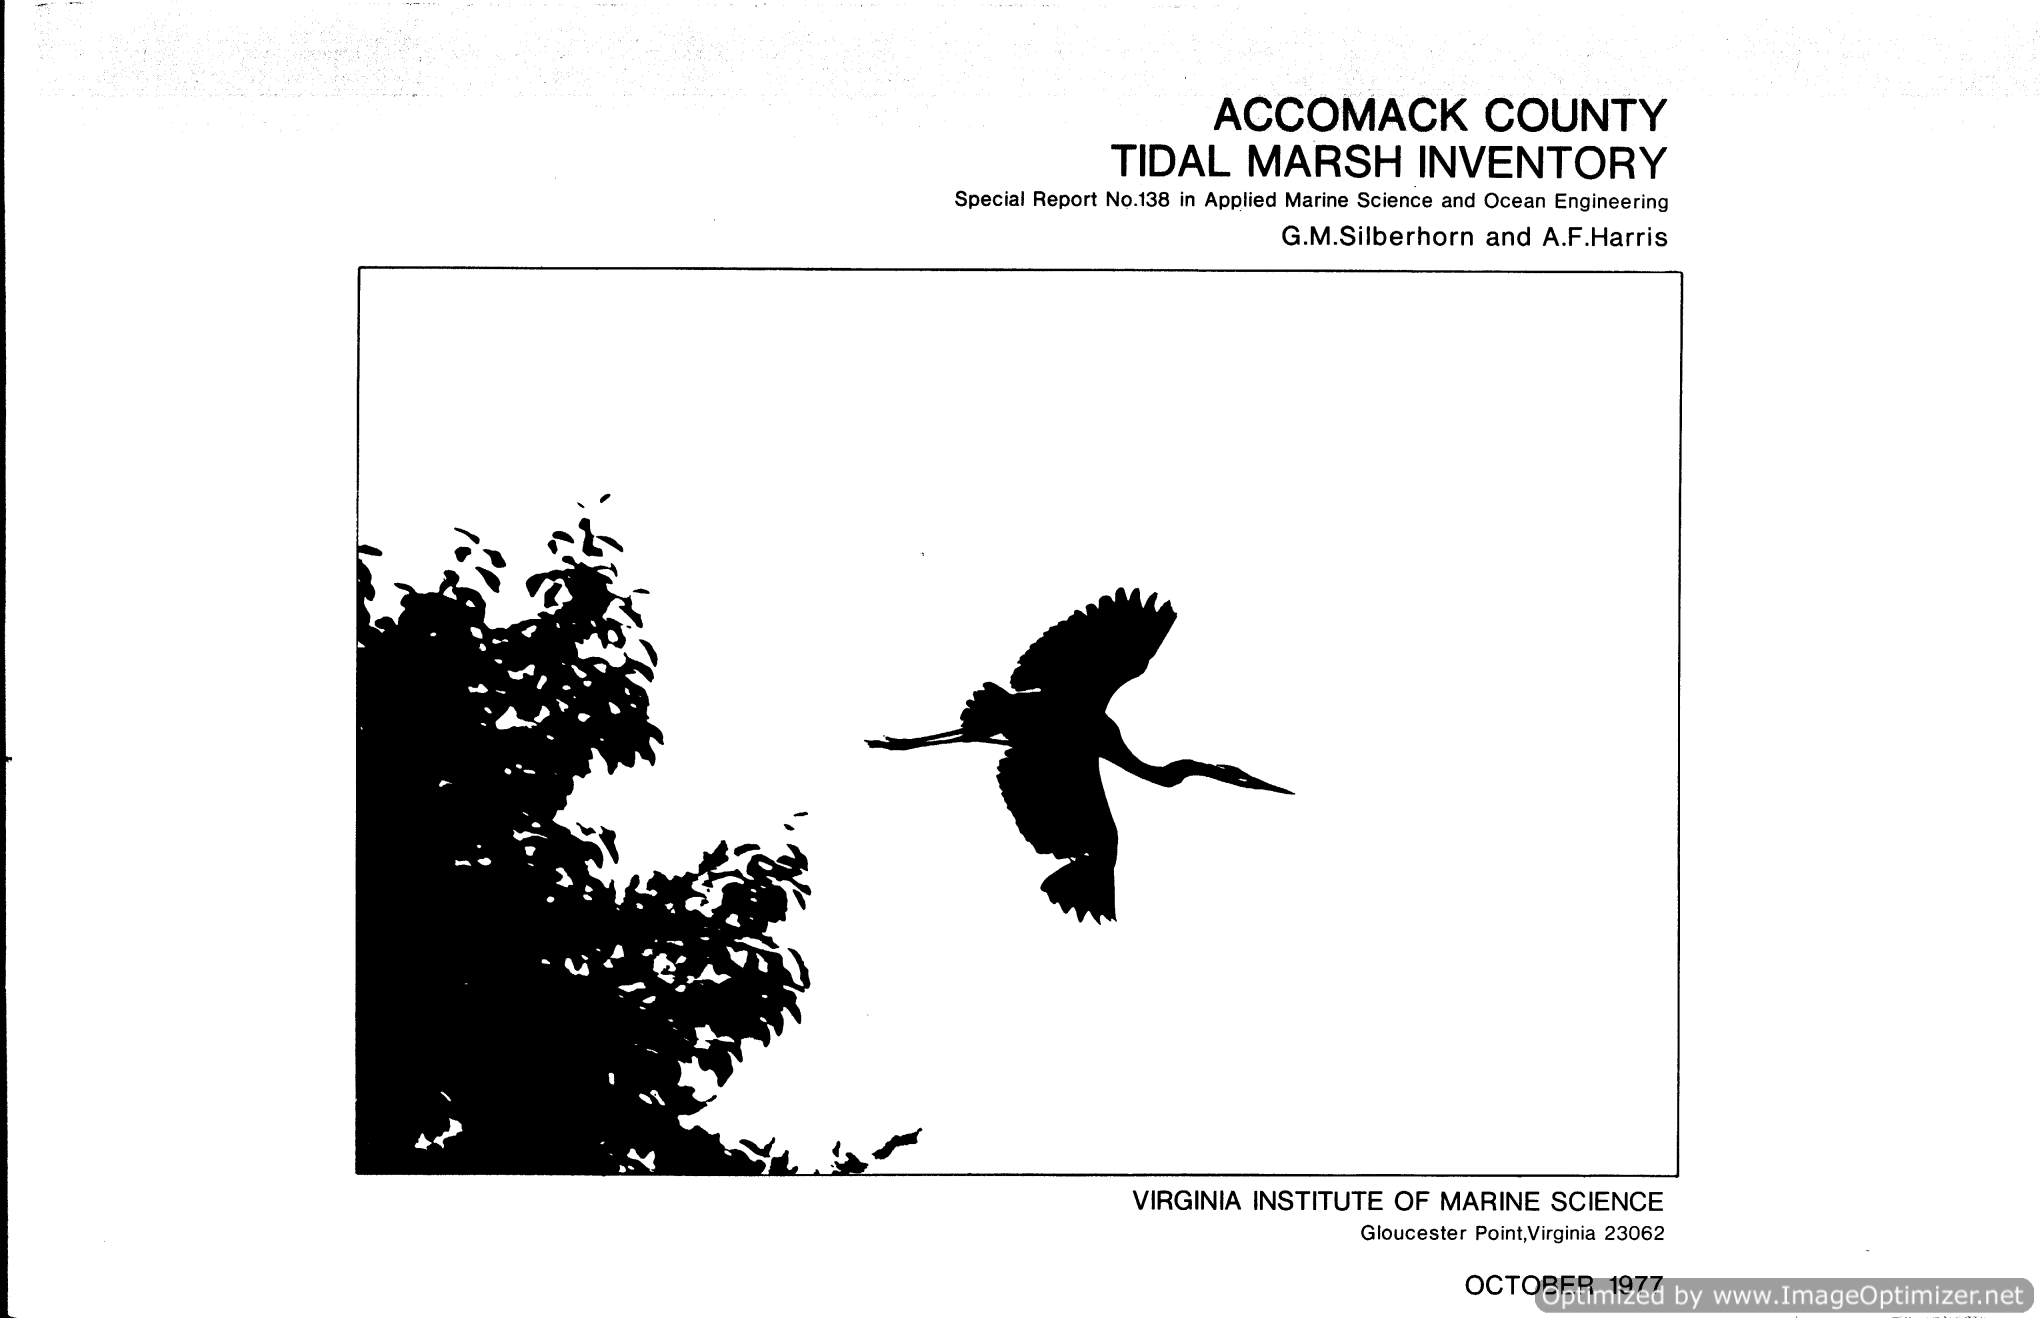 ACCOMACK COUNTY
TIDAL MARSH INVENTORY
Special Report No.138 in Applied Marine Science and Ocean Engineering
G.M.Silberhorn and A.F.Harris
VIRGINIA INSTITUTE OF MARINE SCIENCE
Gloucester Point,Virginia 23062
OCTOBER 1977
Optimized by www.ImageOptimizer.net